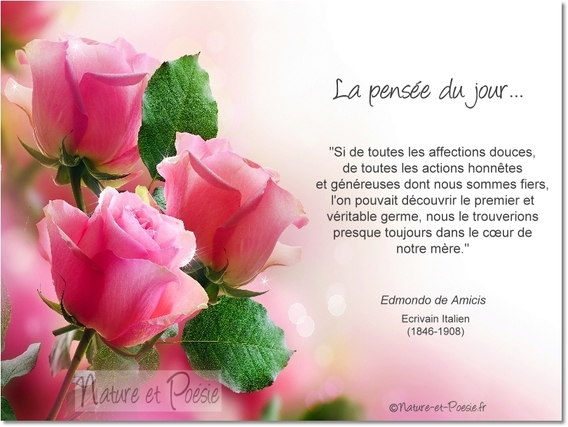 La pensée du jour...
"Si de toutes les affections douces,
de toutes les actions honnêtes
et généreuses dont nous sommes fiers,
l'on pouvait découvrir le premier et
véritable germe, nous le trouverions
presque toujours dans le cœur de
notre mère."
Edmondo de Amicis
Ecrivain Italien
(1846-1908)
Nature et Poésie
©Nature-et-Poésie.fr